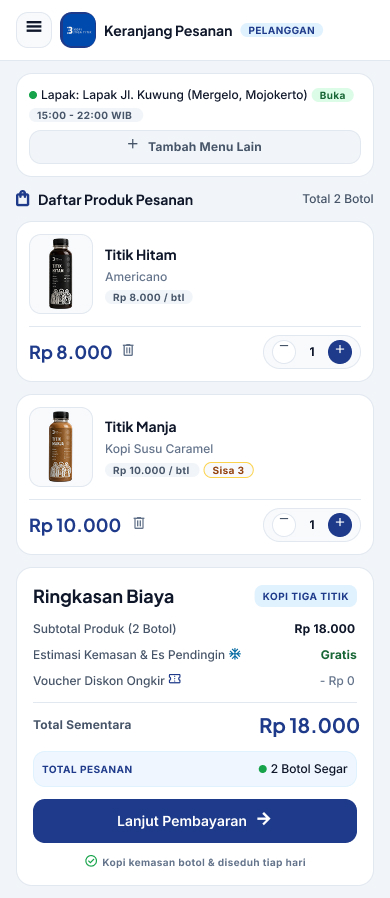 Keranjang Pesanan PELANGGAN
Lapak: Lapak Jl. Kuwung (Mergelo, Mojokerto) Buka
15:00 - 22:00 WIB
+ Tambah Menu Lain
Daftar Produk Pesanan Total 2 Botol
TITIK
HITAM
Titik Hitam
Americano
Rp 8.000 / btl
Rp 8.000 − 1 +
TITIK
MANJA
Titik Manja
Kopi Susu Caramel
Rp 10.000 / btl Sisa 3
Rp 10.000 − 1 +
Ringkasan Biaya KOPI TIGA TITIK
Subtotal Produk (2 Botol) Rp 18.000
Estimasi Kemasan & Es Pendingin Gratis
Voucher Diskon Ongkir - Rp 0
Total Sementara Rp 18.000
TOTAL PESANAN 2 Botol Segar
Lanjut Pembayaran →
Kopi kemasan botol & diseduh tiap hari